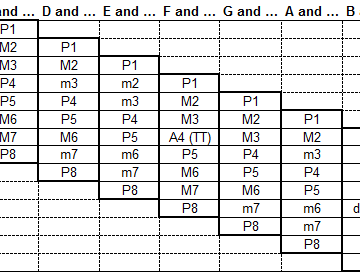 and ... D and ... E and ... F and ... G and ... A and ... B
P1
M2 P1
M3 M2 P1
P4 m3 m2 P1
P5 P4 m3 M2 P1
M6 P5 P4 M3 M2 P1
M7 M6 P5 A4 (TT) M3 M2
P8 m7 m6 P5 P4 m3
P8 m7 M6 P5 P4
P8 M7 M6 P5
P8 m7 m6 d
P8 m7
P8